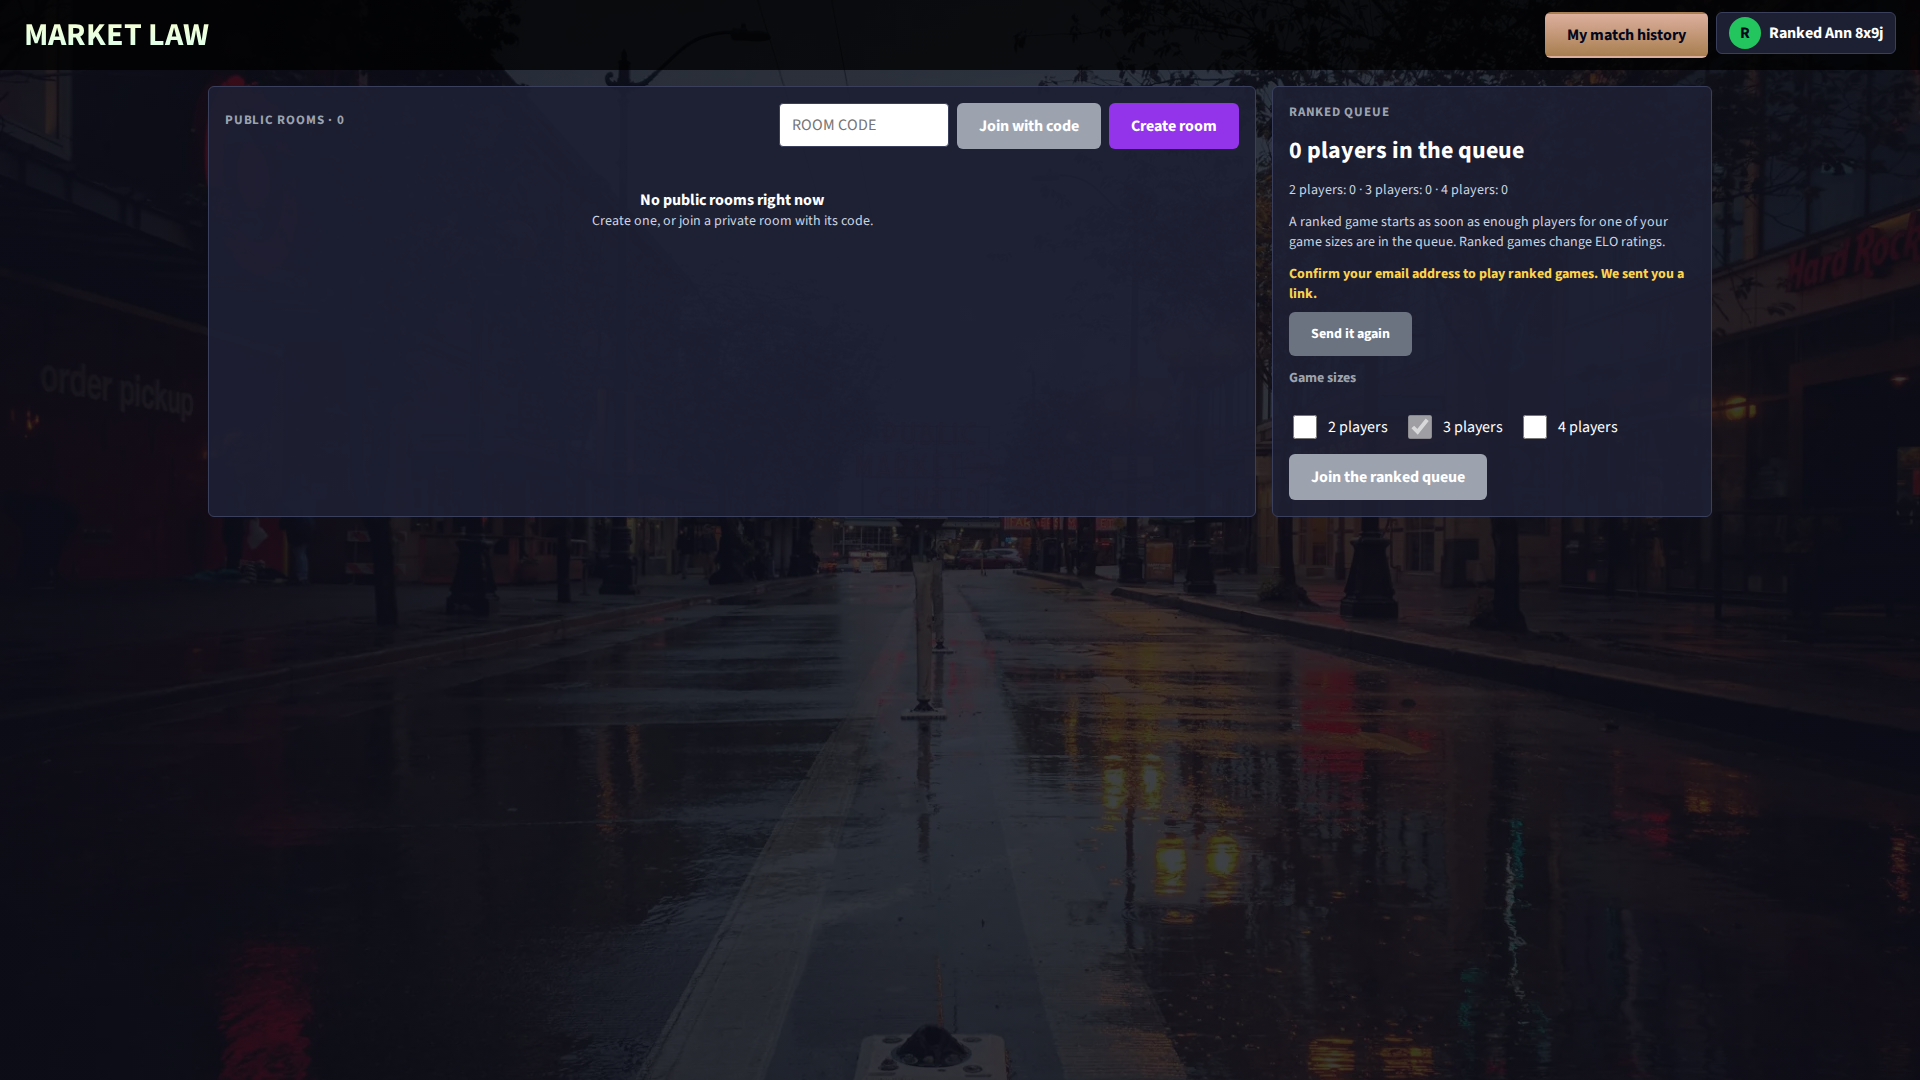 MARKET LAW
My match history
R
Ranked Ann 8x9j
PUBLIC ROOMS · 0
ROOM CODE
Join with code
Create room
No public rooms right now
Create one, or join a private room with its code.
RANKED QUEUE
0 players in the queue
2 players: 0 · 3 players: 0 · 4 players: 0
A ranked game starts as soon as enough players for one of your
game sizes are in the queue. Ranked games change ELO ratings.
Confirm your email address to play ranked games. We sent you a
link.
Send it again
Game sizes
2 players
3 players
4 players
Join the ranked queue
order pickup
Hard Rock